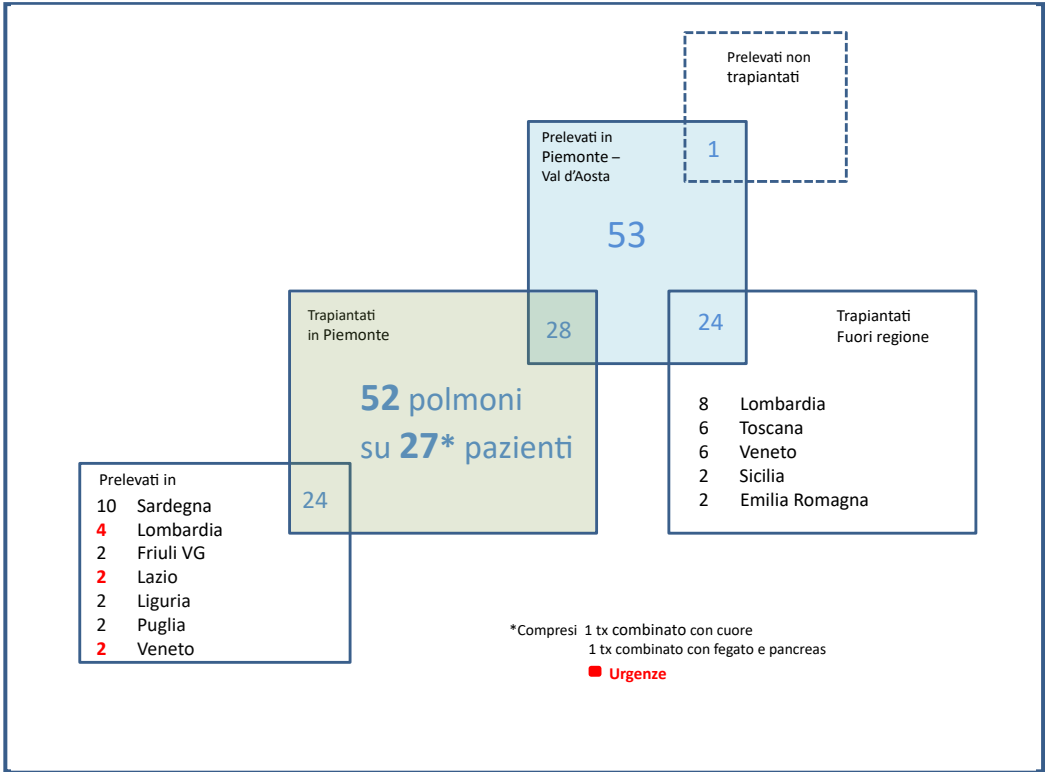 Prelevati non
trapiantati
1
Prelevati in
Piemonte –
Val d'Aosta
53
28
24
Trapiantati
in Piemonte
52 polmoni
su 27* pazienti
Trapiantati
Fuori regione
8 Lombardia
6 Toscana
6 Veneto
2 Sicilia
2 Emilia Romagna
24
Prelevati in
10 Sardegna
4 Lombardia
2 Friuli VG
2 Lazio
2 Liguria
2 Puglia
2 Veneto
*Compresi 1 tx combinato con cuore
1 tx combinato con fegato e pancreas
Urgenze